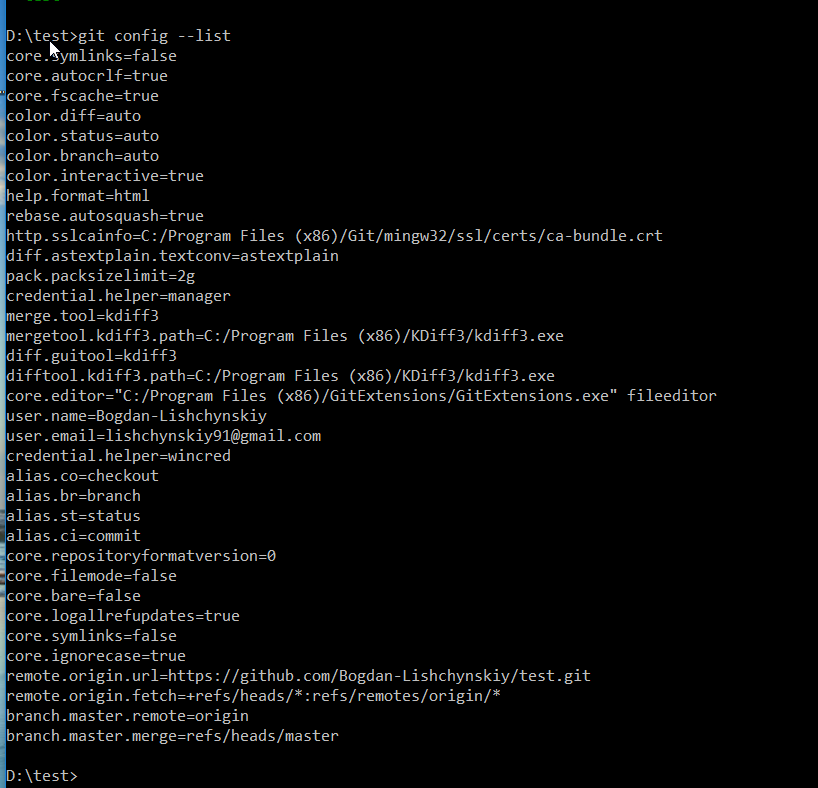 D:\test>git config --list
core.symlinks=false
core.autocrlf=true
core.fscache=true
color.diff=auto
color.status=auto
color.branch=auto
color.interactive=true
help.format=html
rebase.autosquash=true
http.sslcainfo=C:/Program Files (x86)/Git/mingw32/ssl/certs/ca-bundle.crt
diff.astextplain.textconv=astextplain
pack.packsizelimit=2g
credential.helper=manager
merge.tool=kdiff3
mergetool.kdiff3.path=C:/Program Files (x86)/KDiff3/kdiff3.exe
diff.guitool=kdiff3
difftool.kdiff3.path=C:/Program Files (x86)/KDiff3/kdiff3.exe
core.editor="C:/Program Files (x86)/GitExtensions/GitExtensions.exe" fileeditor
user.name=Bogdan-Lishchynskiy
user.email=lishchynskiy91@gmail.com
credential.helper=wincred
alias.co=checkout
alias.br=branch
alias.st=status
alias.ci=commit
core.repositoryformatversion=0
core.filemode=false
core.bare=false
core.logallrefupdates=true
core.symlinks=false
core.ignorecase=true
remote.origin.url=https://github.com/Bogdan-Lishchynskiy/test.git
remote.origin.fetch=+refs/heads/*:refs/remotes/origin/*
branch.master.remote=origin
branch.master.merge=refs/heads/master
D:\test>